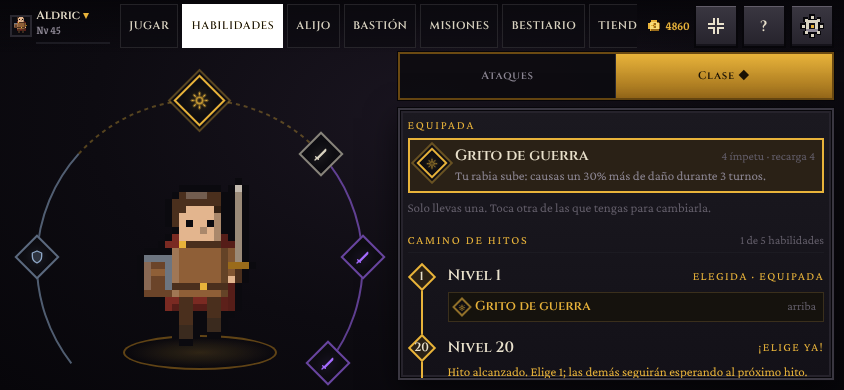 ALDRIC ▾
Nv 45
JUGAR
HABILIDADES
ALIJO
BASTIÓN
MISIONES
BESTIARIO
TIEND
4860
?
ATAQUES
CLASE ◆
EQUIPADA
GRITO DE GUERRA
4 ímpetu · recarga 4
Tu rabia sube: causas un 30% más de daño durante 3 turnos.
Solo llevas una. Toca otra de las que tengas para cambiarla.
CAMINO DE HITOS
1 de 5 habilidades
1
NIVEL 1
ELEGIDA · EQUIPADA
GRITO DE GUERRA
arriba
20
NIVEL 20
¡ELIGE YA!
Hito alcanzado. Elige 1; las demás seguirán esperando al próximo hito.